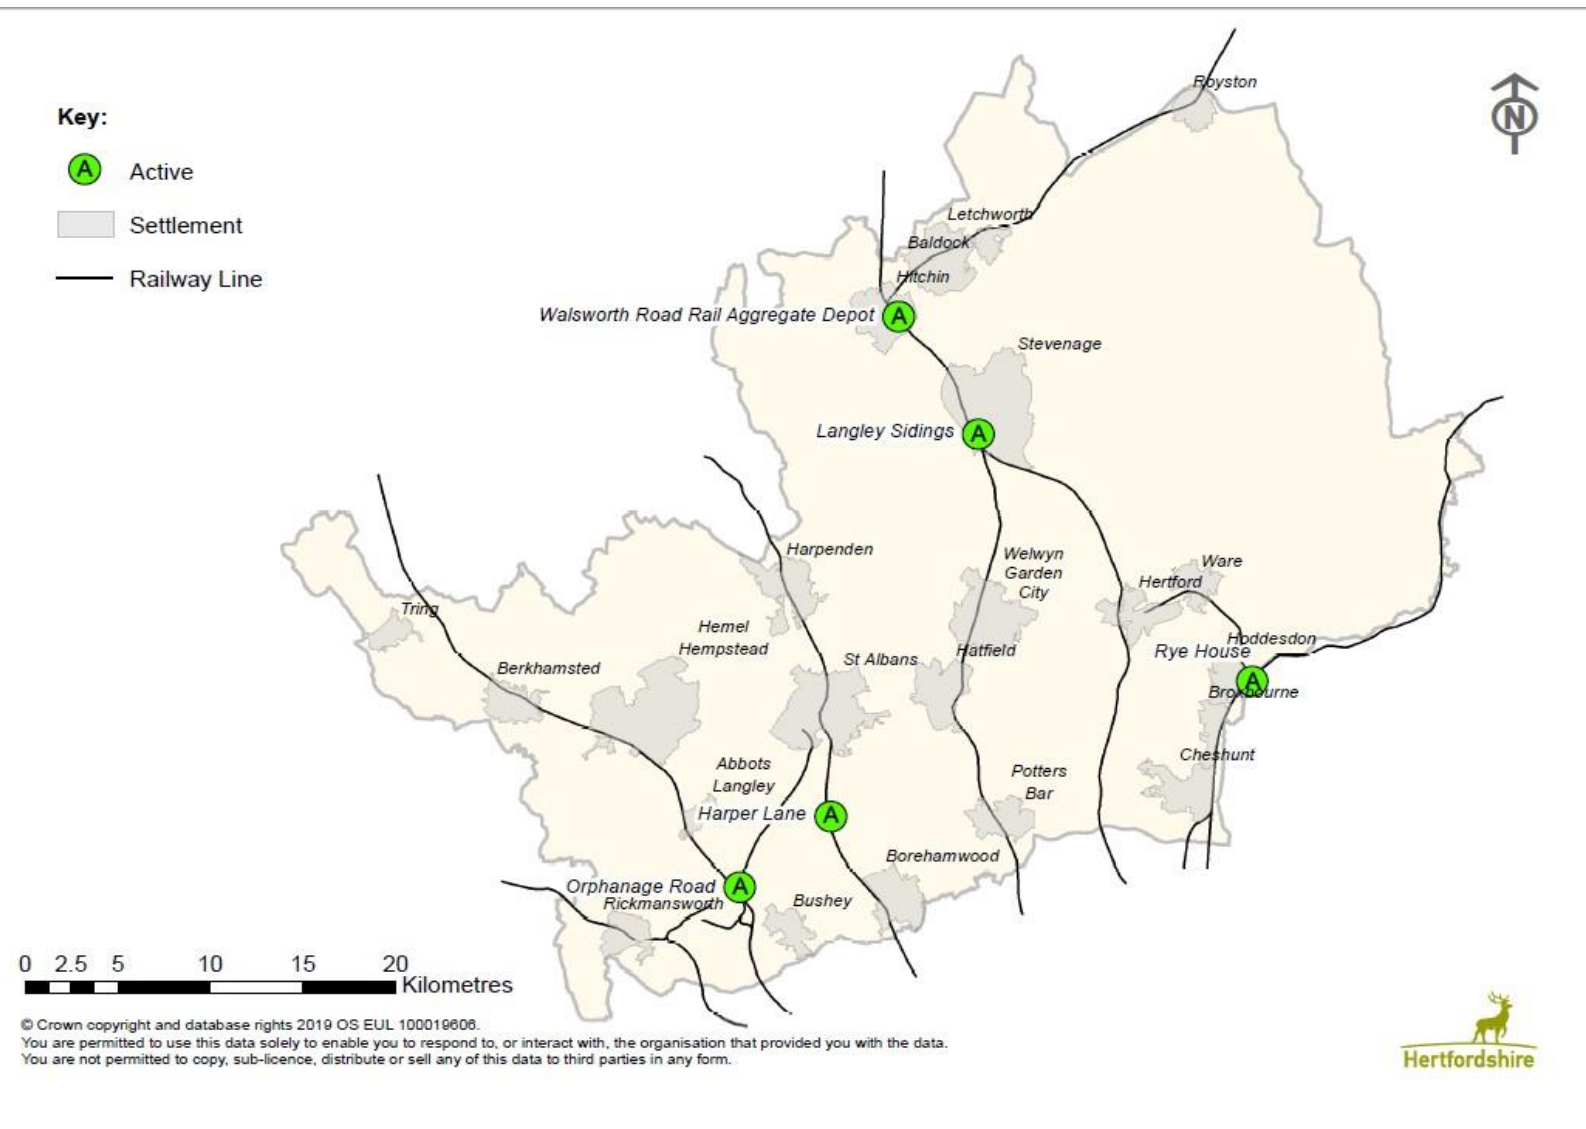 Key:
A Active
Settlement
Railway Line
N
Royston
Letchworth
Baldock
Hitchin
Walsworth Road Rail Aggregate Depot A
Stevenage
Langley Sidings A
Harpenden
Welwyn
Garden
City
Ware
Hertford
Tring
Hemel
Hempstead
Hoddesdon
Rye House
A
Broxbourne
Berkhamsted
St Albans
Hatfield
Abbots
Langley
Potters
Bar
Cheshunt
Harper Lane A
Borehamwood
Orphanage Road A
Rickmansworth
Bushey
0 2.5 5 10 15 20
Kilometres
© Crown copyright and database rights 2019 OS EUL 100019606.
You are permitted to use this data solely to enable you to respond to, or interact with, the organisation that provided you with the data.
You are not permitted to copy, sub-licence, distribute or sell any of this data to third parties in any form.
Hertfordshire